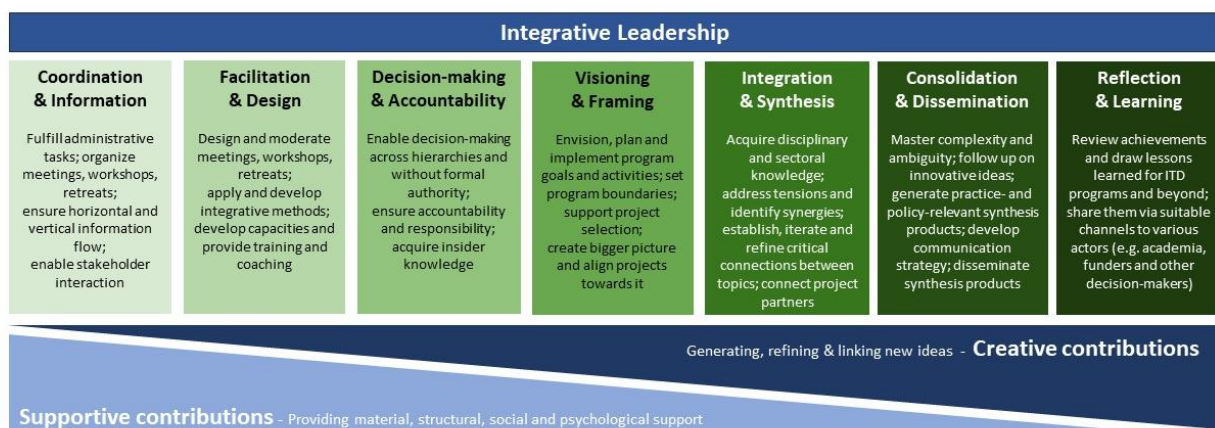 Integrative Leadership
Coordination
& Information
Fulfill administrative
tasks; organize
meetings, workshops,
retreats;
ensure horizontal and
vertical information
flow;
enable stakeholder
interaction
Facilitation
& Design
Design and moderate
meetings, workshops,
retreats;
apply and develop
integrative methods;
develop capacities and
provide training and
coaching
Decision-making
& Accountability
Enable decision-making
across hierarchies and
without formal
authority;
ensure accountability
and responsibility;
acquire insider
knowledge
Visioning
& Framing
Envision, plan and
implement program
goals and activities; set
program boundaries;
support project
selection;
create bigger picture
and align projects
towards it
Integration
& Synthesis
Acquire disciplinary
and sectoral
knowledge;
address tensions and
identify synergies;
establish, iterate and
refine critical
connections between
topics; connect project
partners
Consolidation
& Dissemination
Master complexity and
ambiguity; follow up on
innovative ideas;
generate practice- and
policy-relevant synthesis
products; develop
communication
strategy; disseminate
synthesis products
Reflection
& Learning
Review achievements
and draw lessons
learned for ITD
programs and beyond;
share them via suitable
channels to various
actors (e.g. academia,
funders and other
decision-makers)
Generating, refining & linking new ideas - Creative contributions
Supportive contributions - Providing material, structural, social and psychological support